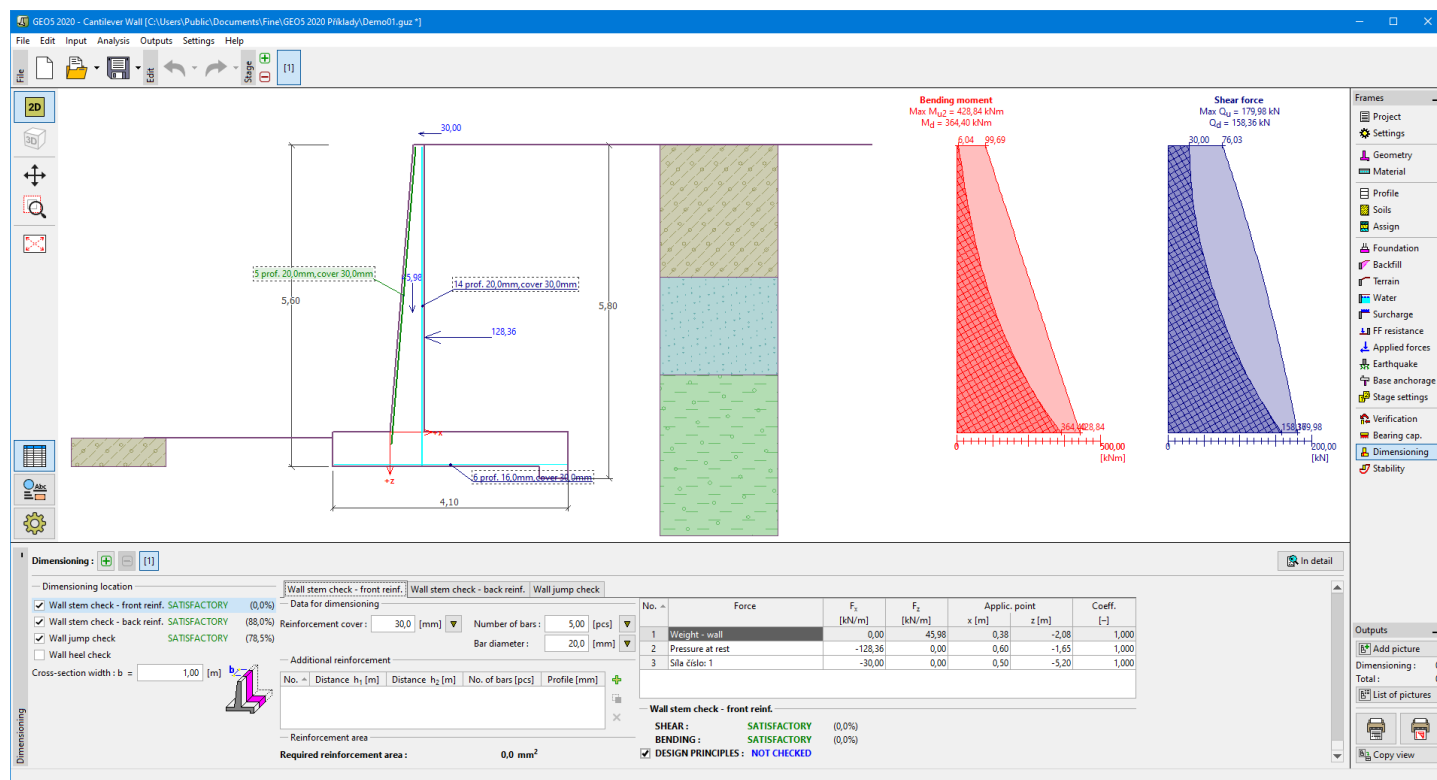 GEO5 2020 - Cantilever Wall [C:\Users\Public\Documents\Fine\GEO5 2020 Příklady\Demo01.guz *]
File Edit Input Analysis Outputs Settings Help
File
Edit
Stage
[1]
2D
3D
Abc
30,00
5,60
5 prof. 20,0mm,cover 30,0mm
14 prof. 20,0mm,cover 30,0mm
5,80
128,36
+x
+z
6 prof. 16,0mm,cover 30,0mm
4,10
Bending moment
Max Mu2 = 428,84 kNm
Md = 364,40 kNm
6,04 99,69
428,84
0 500,00
[kNm]
Shear force
Max Qu = 179,98 kN
Qd = 158,36 kN
30,00 76,03
0 200,00
[kN]
Frames
Project
Settings
Geometry
Material
Profile
Soils
Assign
Foundation
Backfill
Terrain
Water
Surcharge
FF resistance
Applied forces
Earthquake
Base anchorage
Stage settings
Verification
Bearing cap.
Dimensioning
Stability
Dimensioning
Dimensioning : [1]
In detail
Dimensioning location
Wall stem check - front reinf. SATISFACTORY (0,0%)
Wall stem check - back reinf. SATISFACTORY (88,0%)
Wall jump check SATISFACTORY (78,5%)
Wall heel check
Cross-section width : b = 1,00 [m]
b
Wall stem check - front reinf. Wall stem check - back reinf. Wall jump check
Data for dimensioning
Reinforcement cover : 30,0 [mm] Number of bars : 5,00 [pcs]
Bar diameter : 20,0 [mm]
Additional reinforcement
No. Distance h1 [m] Distance h2 [m] No. of bars [pcs] Profile [mm]
Reinforcement area
Required reinforcement area : 0,0 mm²
No. Force Fx Fz Applic. point Coeff.
[kN/m] [kN/m] x [m] z [m] [–]
1 Weight - wall 0,00 45,98 0,38 -2,08 1,000
2 Pressure at rest -128,36 0,00 0,60 -1,65 1,000
3 Síla číslo: 1 -30,00 0,00 0,50 -5,20 1,000
Wall stem check - front reinf.
SHEAR : SATISFACTORY (0,0%)
BENDING : SATISFACTORY (0,0%)
DESIGN PRINCIPLES : NOT CHECKED
Outputs
Add picture
Dimensioning :
Total :
List of pictures
Copy view